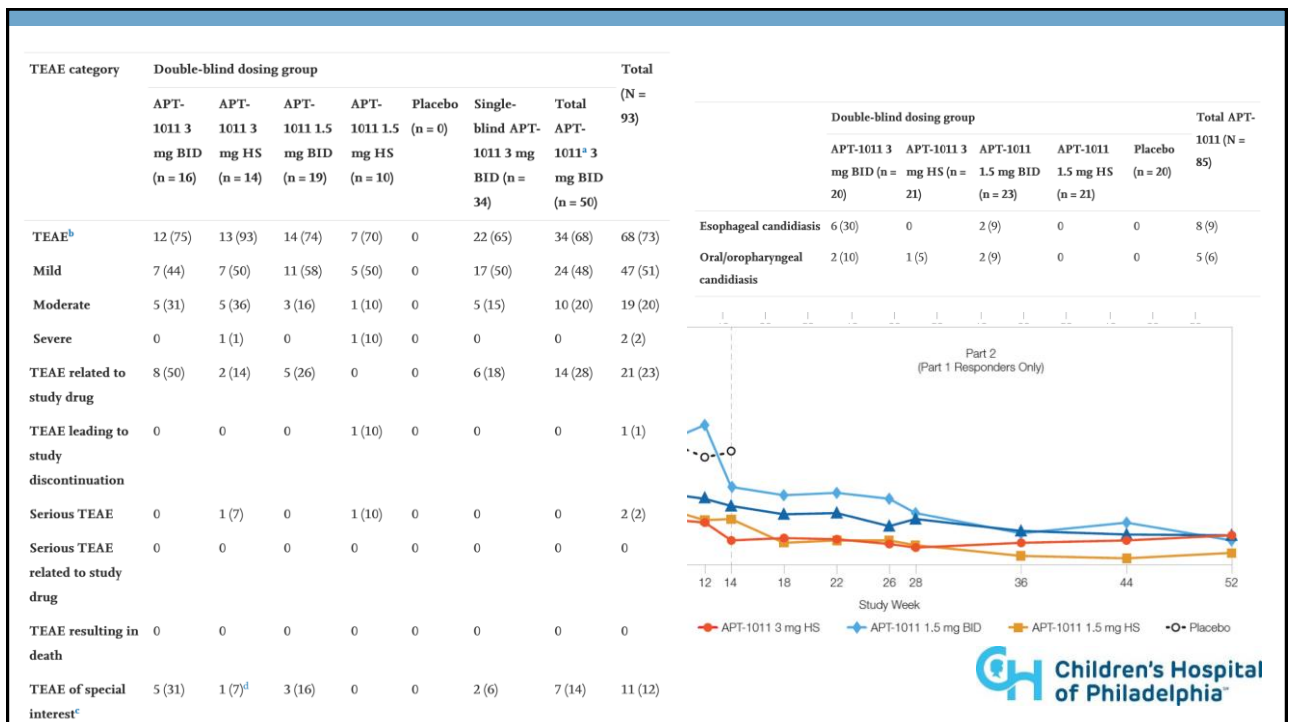 TEAE category Double-blind dosing group Total (N = 93)
APT-1011 3 mg BID (n = 16) APT-1011 3 mg HS (n = 14) APT-1011 1.5 mg BID (n = 19) APT-1011 1.5 mg HS (n = 10) Placebo (n = 0) Single-blind APT-1011 3 mg BID (n = 34) Total APT-1011a 3 mg BID (n = 50)
TEAEb 12 (75) 13 (93) 14 (74) 7 (70) 0 22 (65) 34 (68) 68 (73)
Mild 7 (44) 7 (50) 11 (58) 5 (50) 0 17 (50) 24 (48) 47 (51)
Moderate 5 (31) 5 (36) 3 (16) 1 (10) 0 5 (15) 10 (20) 19 (20)
Severe 0 1 (1) 0 1 (10) 0 0 0 2 (2)
TEAE related to study drug 8 (50) 2 (14) 5 (26) 0 0 6 (18) 14 (28) 21 (23)
TEAE leading to study discontinuation 0 0 0 1 (10) 0 0 0 1 (1)
Serious TEAE 0 1 (7) 0 1 (10) 0 0 0 2 (2)
Serious TEAE related to study drug 0 0 0 0 0 0 0 0
TEAE resulting in death 0 0 0 0 0 0 0 0
TEAE of special interestc 5 (31) 1 (7)d 3 (16) 0 0 2 (6) 7 (14) 11 (12)
Double-blind dosing group Total APT-1011 (N = 85)
APT-1011 3 mg BID (n = 20) APT-1011 3 mg HS (n = 21) APT-1011 1.5 mg BID (n = 23) APT-1011 1.5 mg HS (n = 21) Placebo (n = 20)
Esophageal candidiasis 6 (30) 0 2 (9) 0 0 8 (9)
Oral/oropharyngeal candidiasis 2 (10) 1 (5) 2 (9) 0 0 5 (6)
Part 2
(Part 1 Responders Only)
12 14 18 22 26 28 36 44 52
Study Week
APT-1011 3 mg HS APT-1011 1.5 mg BID APT-1011 1.5 mg HS Placebo
Children's Hospital
of Philadelphia